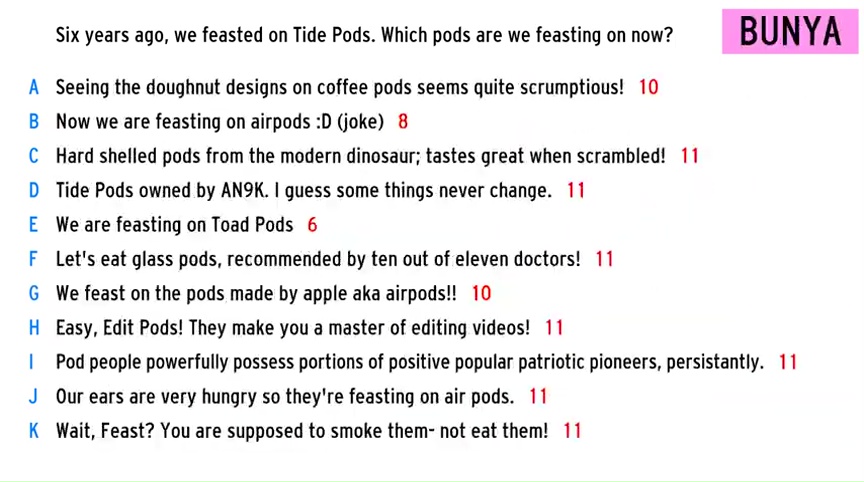 Six years ago, we feasted on Tide Pods. Which pods are we feasting on now?
BUNYA
A Seeing the doughnut designs on coffee pods seems quite scrumptious! 10
B Now we are feasting on airpods :D (joke) 8
C Hard shelled pods from the modern dinosaur; tastes great when scrambled! 11
D Tide Pods owned by AN9K. I guess some things never change. 11
E We are feasting on Toad Pods 6
F Let's eat glass pods, recommended by ten out of eleven doctors! 11
G We feast on the pods made by apple aka airpods!! 10
H Easy, Edit Pods! They make you a master of editing videos! 11
I Pod people powerfully possess portions of positive popular patriotic pioneers, persistantly. 11
J Our ears are very hungry so they're feasting on air pods. 11
K Wait, Feast? You are supposed to smoke them- not eat them! 11